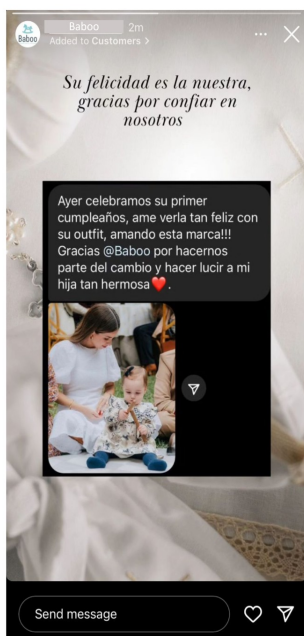 Baboo
Baboo 2m
Added to Customers >
Su felicidad es la nuestra,
gracias por confiar en
nosotros
Ayer celebramos su primer
cumpleaños, ame verla tan feliz con
su outfit, amando esta marca!!!
Gracias @Baboo por hacernos
parte del cambio y hacer lucir a mi
hija tan hermosa❤️.
Send message